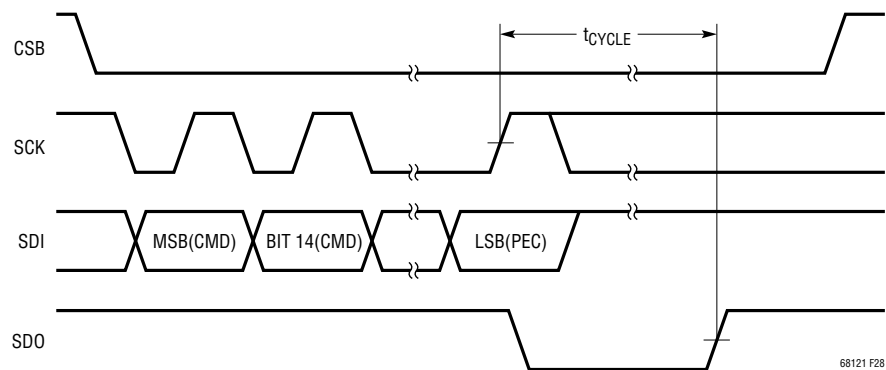 CSB
tCYCLE
SCK
SDI
MSB(CMD)
BIT 14(CMD)
LSB(PEC)
SDO
68121 F28